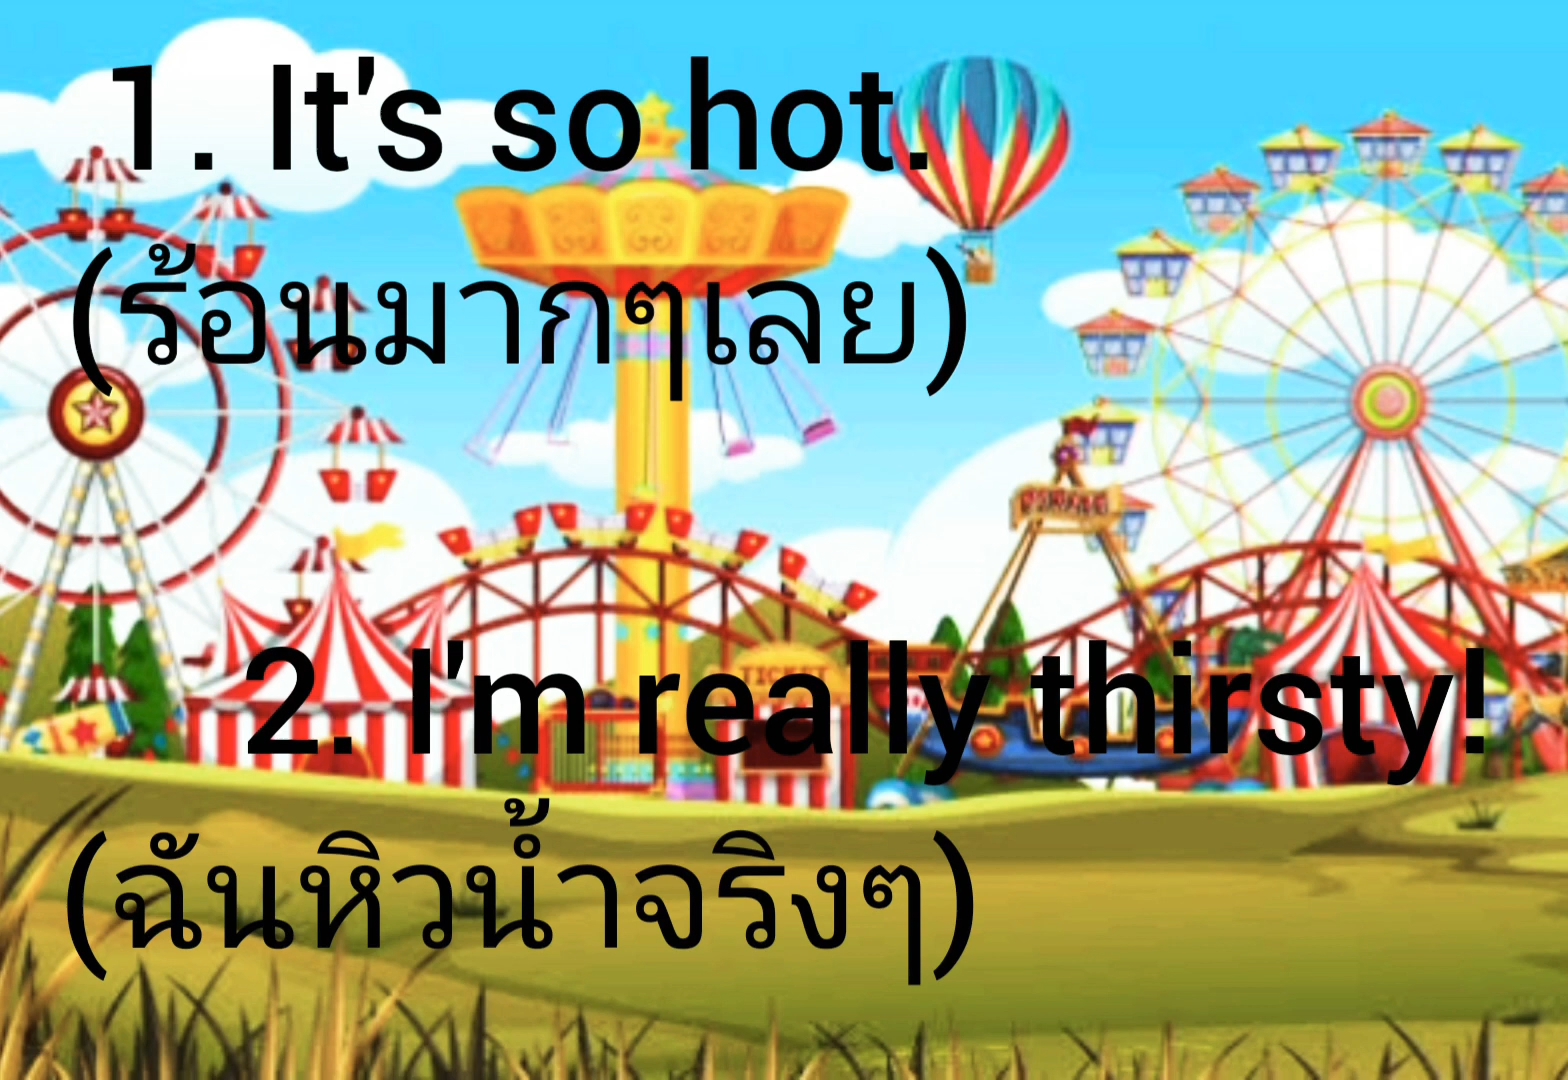 1. It's so hot.
(ร้อนมากๆเลย)
TICKET
2. I'm really thirsty!
(ฉันหิวน้ำจริงๆ)